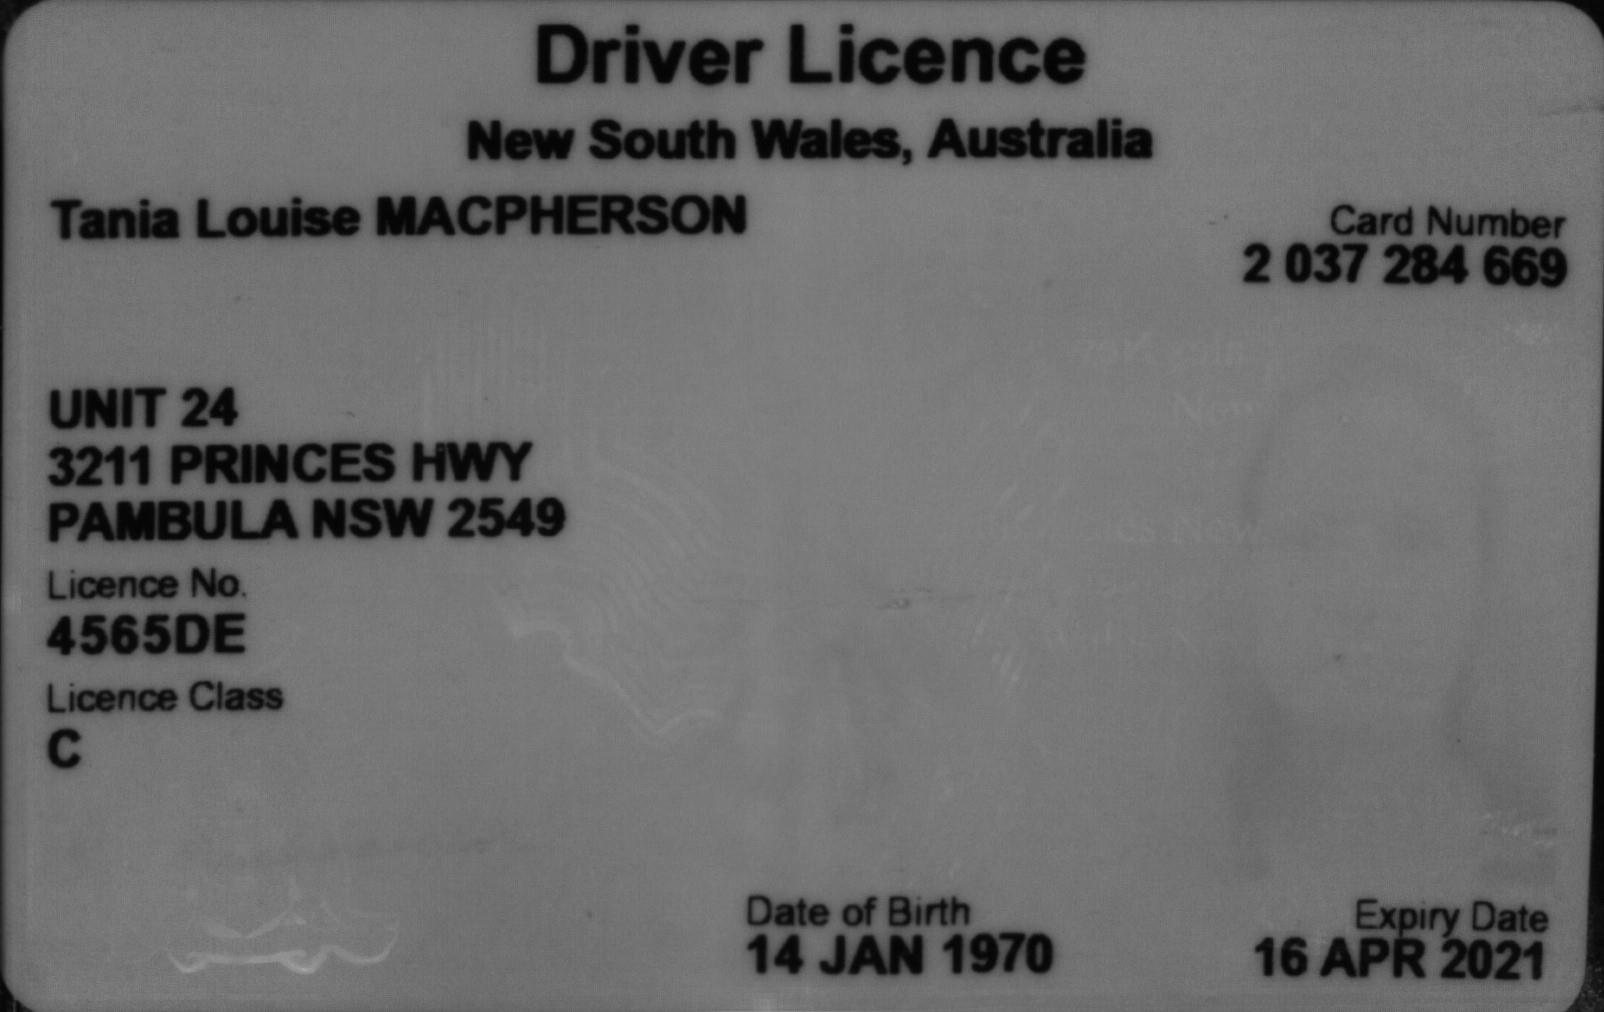 Driver Licence
New South Wales, Australia
Tania Louise MACPHERSON
Card Number
2 037 284 669
UNIT 24
3211 PRINCES HWY
PAMBULA NSW 2549
Licence No.
4565DE
Licence Class
C
Date of Birth
14 JAN 1970
Expiry Date
16 APR 2021